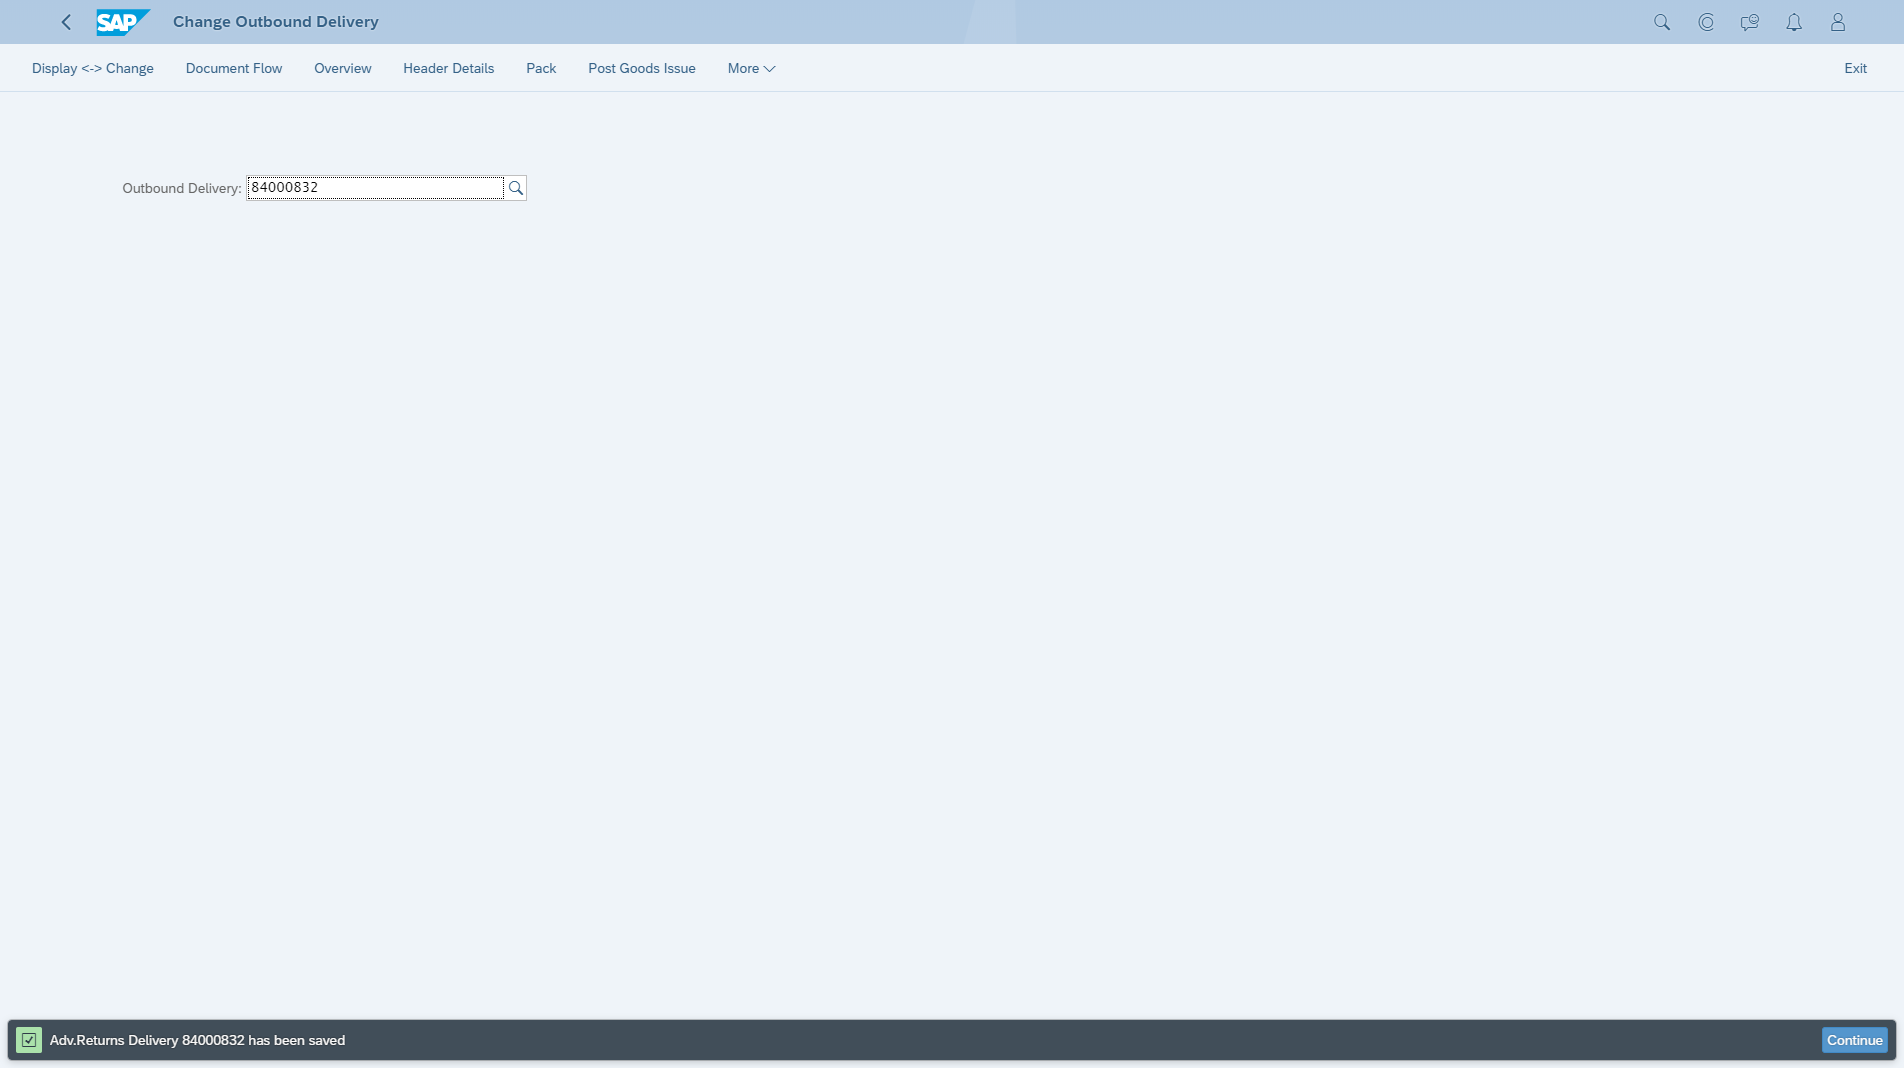 SAP Change Outbound Delivery
Display <-> Change Document Flow Overview Header Details Pack Post Goods Issue More Exit
Outbound Delivery: 84000832
Adv.Returns Delivery 84000832 has been saved Continue